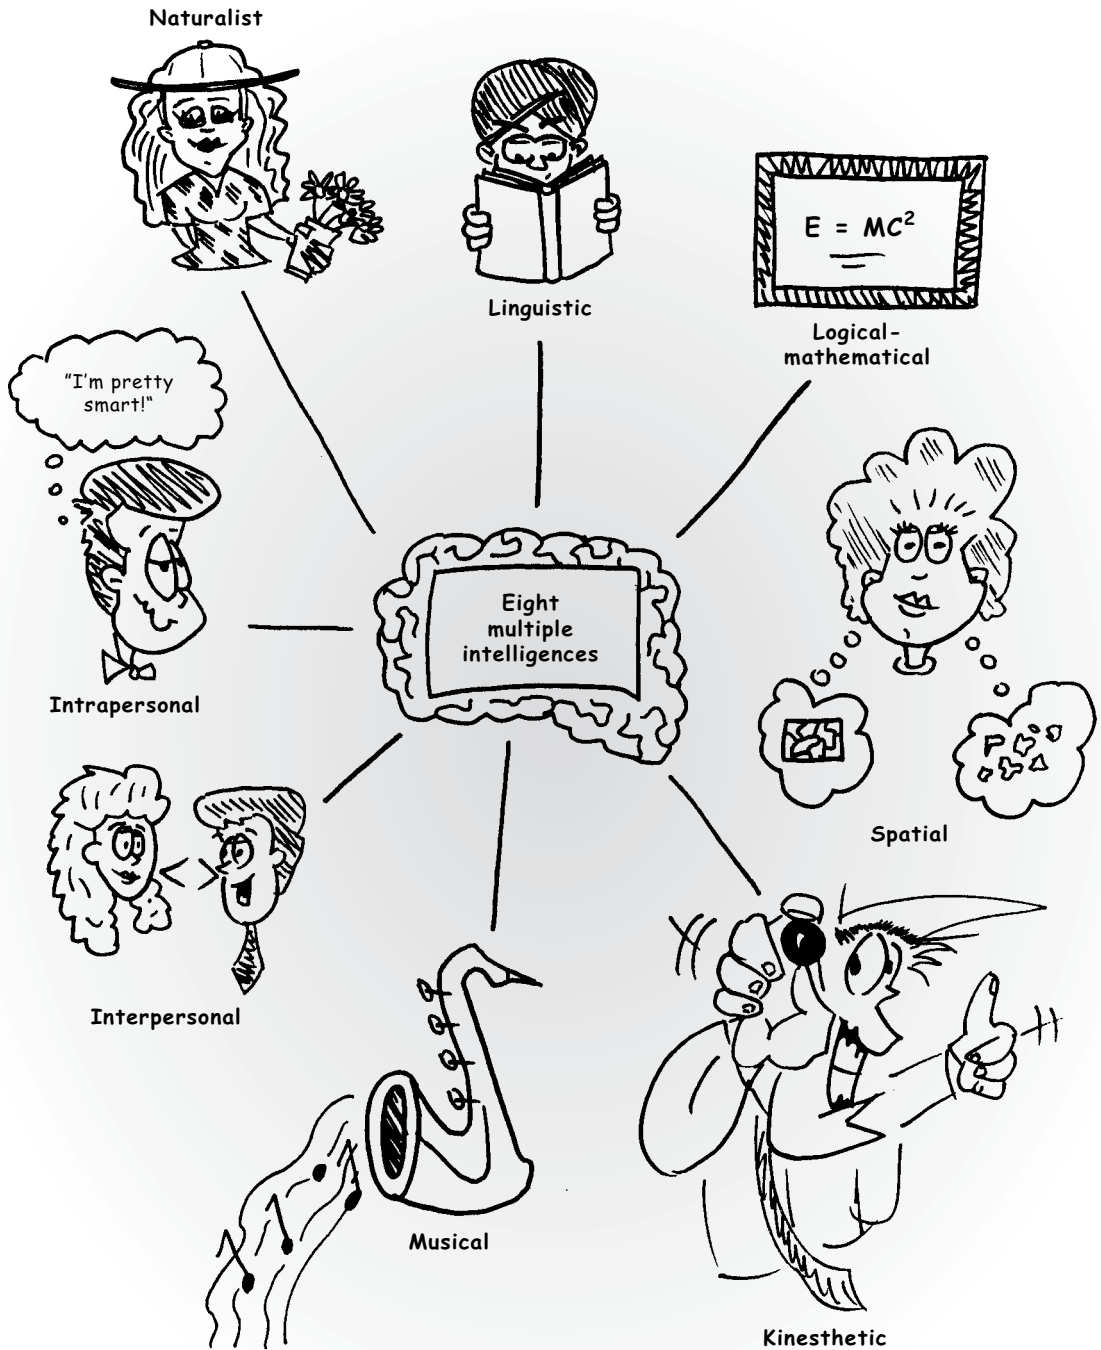 Naturalist
Linguistic
E = MC²
Logical-
mathematical
"I'm pretty
smart!"
Eight
multiple
intelligences
Intrapersonal
Spatial
Interpersonal
Musical
Kinesthetic